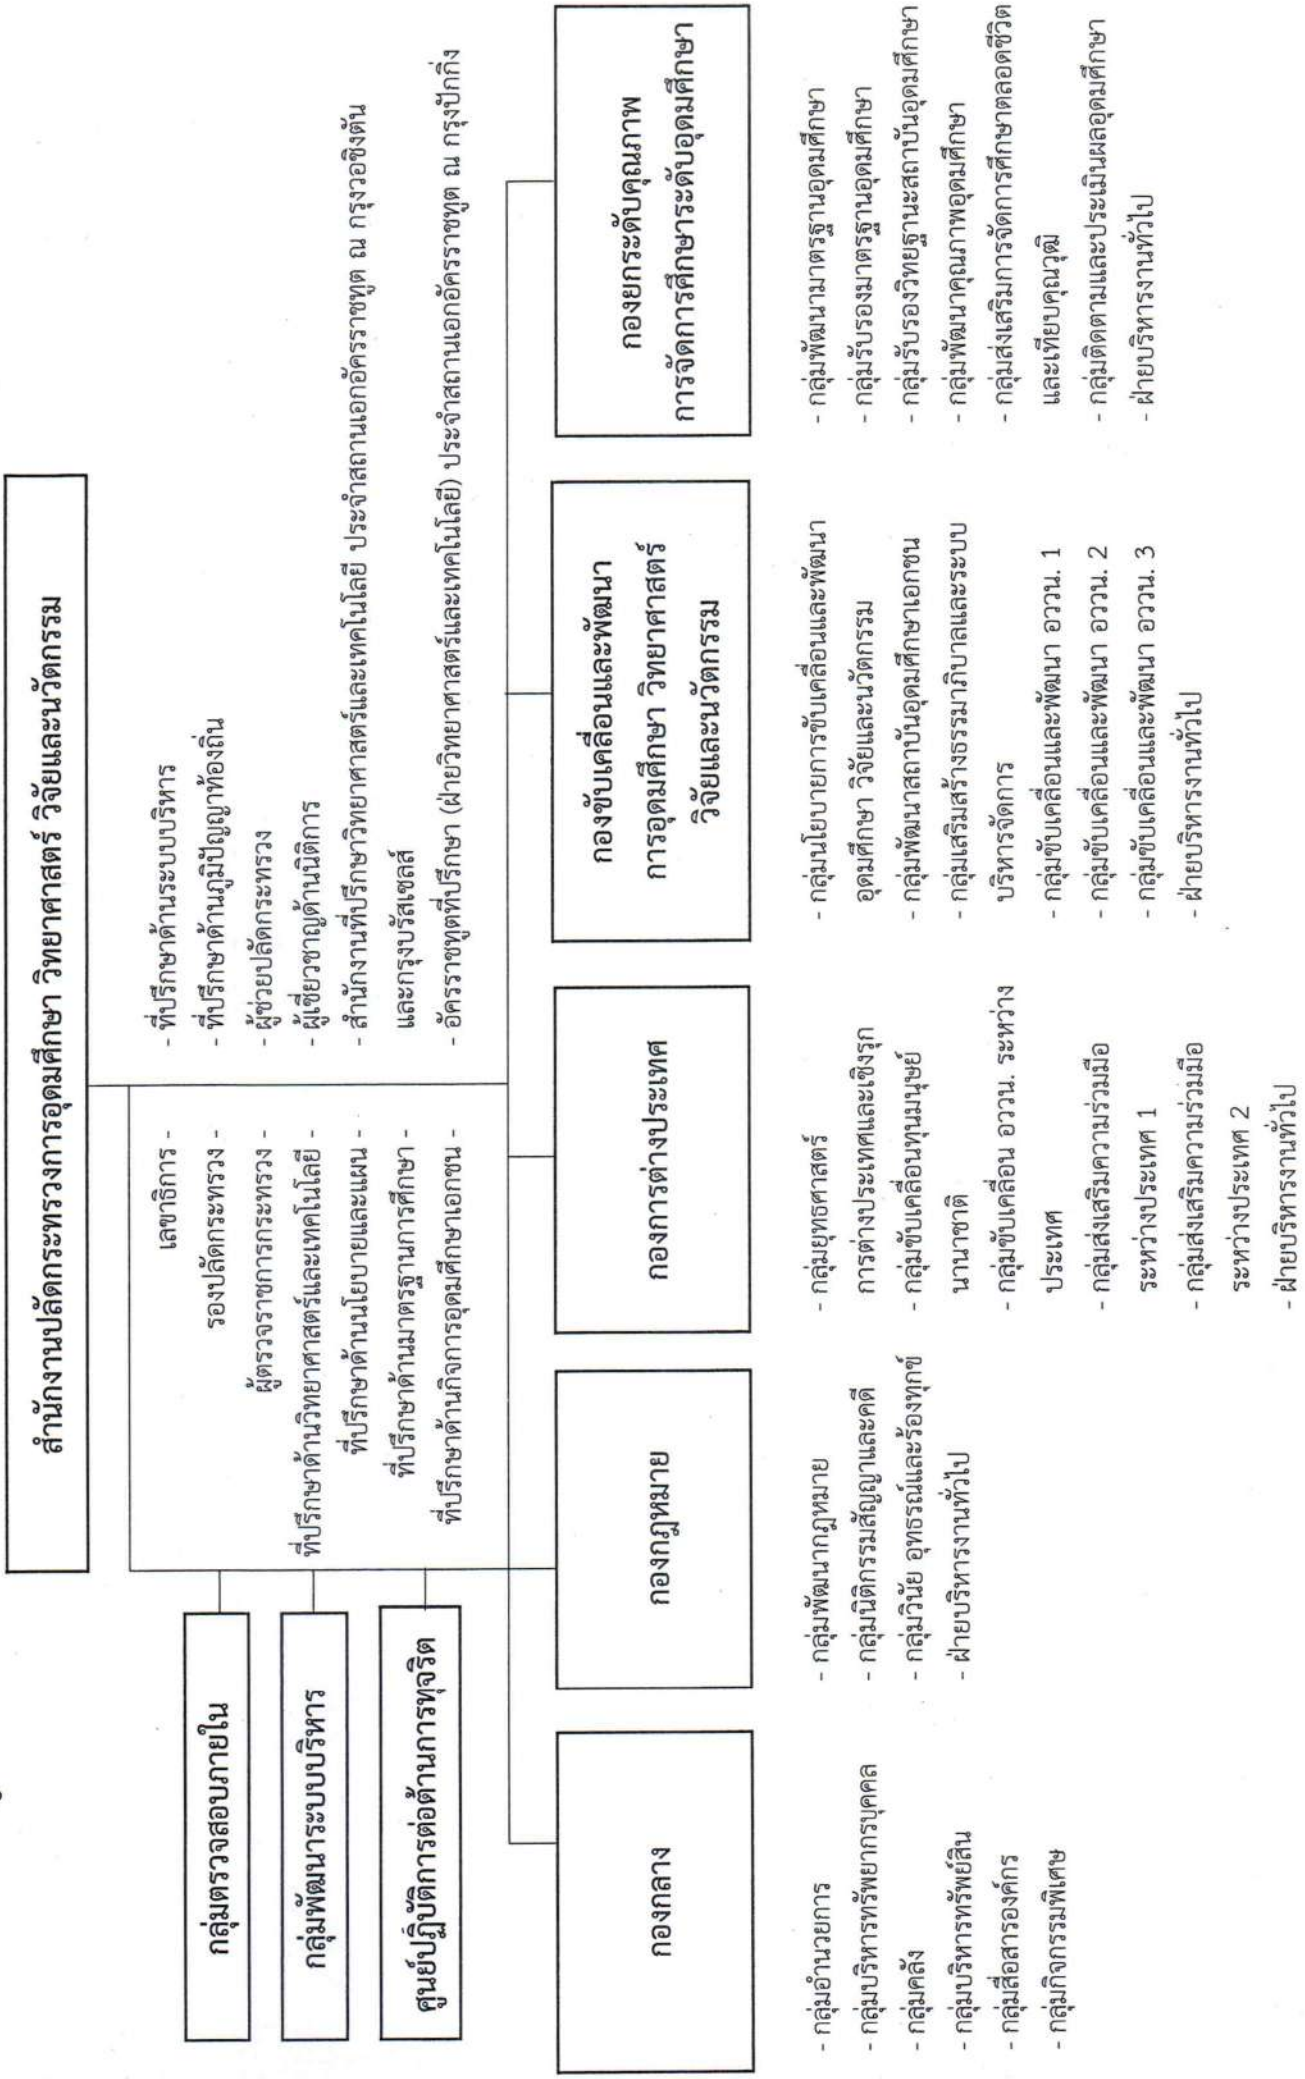 สำนักงานปลัดกระทรวงการอุดมศึกษา วิทยาศาสตร์ วิจัยและนวัตกรรม
เลขาธิการ -
รองปลัดกระทรวง -
ผู้ตรวจราชการกระทรวง -
ที่ปรึกษาด้านวิทยาศาสตร์และเทคโนโลยี -
ที่ปรึกษาด้านนโยบายและแผน -
ที่ปรึกษาด้านมาตรฐานการศึกษา -
ที่ปรึกษาด้านกิจการอุดมศึกษาเอกชน -
- ที่ปรึกษาด้านระบบบริหาร
- ที่ปรึกษาด้านภูมิปัญญาท้องถิ่น
- ผู้ช่วยปลัดกระทรวง
- ผู้เชี่ยวชาญด้านนิติการ
- สำนักงานที่ปรึกษาวิทยาศาสตร์และเทคโนโลยี ประจำสถานเอกอัครราชทูต ณ กรุงวอชิงตัน
และกรุงบรัสเซลส์
- อัครราชทูตที่ปรึกษา (ฝ่ายวิทยาศาสตร์และเทคโนโลยี) ประจำสถานเอกอัครราชทูต ณ กรุงปักกิ่ง
กลุ่มตรวจสอบภายใน
กลุ่มพัฒนาระบบบริหาร
ศูนย์ปฏิบัติการต่อต้านการทุจริต
กองกลาง
- กลุ่มอำนวยการ
- กลุ่มบริหารทรัพยากรบุคคล
- กลุ่มคลัง
- กลุ่มบริหารทรัพย์สิน
- กลุ่มสื่อสารองค์กร
- กลุ่มกิจกรรมพิเศษ
กองกฎหมาย
- กลุ่มพัฒนากฎหมาย
- กลุ่มนิติกรรมสัญญาและคดี
- กลุ่มวินัย อุทธรณ์และร้องทุกข์
- ฝ่ายบริหารงานทั่วไป
กองการต่างประเทศ
- กลุ่มยุทธศาสตร์
การต่างประเทศและเชิงรุก
- กลุ่มขับเคลื่อนทุนมนุษย์
นานาชาติ
- กลุ่มขับเคลื่อน อววน. ระหว่าง
ประเทศ
- กลุ่มส่งเสริมความร่วมมือ
ระหว่างประเทศ 1
- กลุ่มส่งเสริมความร่วมมือ
ระหว่างประเทศ 2
- ฝ่ายบริหารงานทั่วไป
กองขับเคลื่อนและพัฒนา
การอุดมศึกษา วิทยาศาสตร์
วิจัยและนวัตกรรม
- กลุ่มนโยบายการขับเคลื่อนและพัฒนา
อุดมศึกษา วิจัยและนวัตกรรม
- กลุ่มพัฒนาสถาบันอุดมศึกษาเอกชน
- กลุ่มเสริมสร้างธรรมาภิบาลและระบบ
บริหารจัดการ
- กลุ่มขับเคลื่อนและพัฒนา อววน. 1
- กลุ่มขับเคลื่อนและพัฒนา อววน. 2
- กลุ่มขับเคลื่อนและพัฒนา อววน. 3
- ฝ่ายบริหารงานทั่วไป
กองยกระดับคุณภาพ
การจัดการศึกษาระดับอุดมศึกษา
- กลุ่มพัฒนามาตรฐานอุดมศึกษา
- กลุ่มรับรองมาตรฐานอุดมศึกษา
- กลุ่มรับรองวิทยฐานะสถาบันอุดมศึกษา
- กลุ่มพัฒนาคุณภาพอุดมศึกษา
- กลุ่มส่งเสริมการจัดการศึกษาตลอดชีวิต
และเทียบคุณวุฒิ
- กลุ่มติดตามและประเมินผลอุดมศึกษา
- ฝ่ายบริหารงานทั่วไป